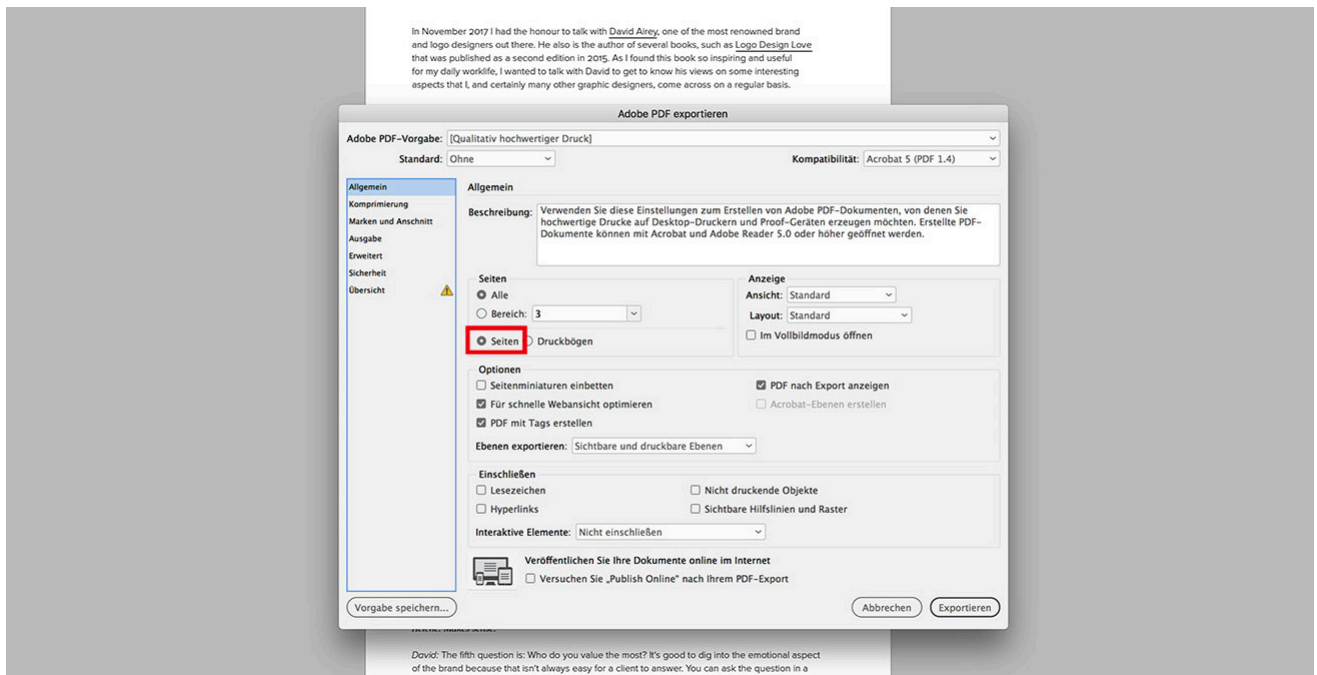 In November 2017 I had the honour to talk with David Airey, one of the most renowned brand
and logo designers out there. He also is the author of several books, such as Logo Design Love
that was published as a second edition in 2015. As I found this book so inspiring and useful
for my daily worklife, I wanted to talk with David to get to know his views on some interesting
aspects that I, and certainly many other graphic designers, come across on a regular basis.
Adobe PDF exportieren
Adobe PDF-Vorgabe: [Qualitativ hochwertiger Druck]
Standard: Ohne
Kompatibilität: Acrobat 5 (PDF 1.4)
Allgemein
Komprimierung
Marken und Anschnitt
Ausgabe
Erweitert
Sicherheit
Übersicht
Allgemein
Beschreibung: Verwenden Sie diese Einstellungen zum Erstellen von Adobe PDF-Dokumenten, von denen Sie
hochwertige Drucke auf Desktop-Druckern und Proof-Geräten erzeugen möchten. Erstellte PDF-
Dokumente können mit Acrobat und Adobe Reader 5.0 oder höher geöffnet werden.
Seiten
Alle
Bereich: 3
Seiten Druckbögen
Anzeige
Ansicht: Standard
Layout: Standard
Im Vollbildmodus öffnen
Optionen
Seitenminiaturen einbetten
Für schnelle Webansicht optimieren
PDF mit Tags erstellen
PDF nach Export anzeigen
Acrobat-Ebenen erstellen
Ebenen exportieren: Sichtbare und druckbare Ebenen
Einschließen
Lesezeichen
Hyperlinks
Nicht druckende Objekte
Sichtbare Hilfslinien und Raster
Interaktive Elemente: Nicht einschließen
Veröffentlichen Sie Ihre Dokumente online im Internet
Versuchen Sie „Publish Online" nach Ihrem PDF-Export
Vorgabe speichern...
Abbrechen
Exportieren
David: The fifth question is: Who do you value the most? It's good to dig into the emotional aspect
of the brand because that isn't always easy for a client to answer. You can ask the question in a